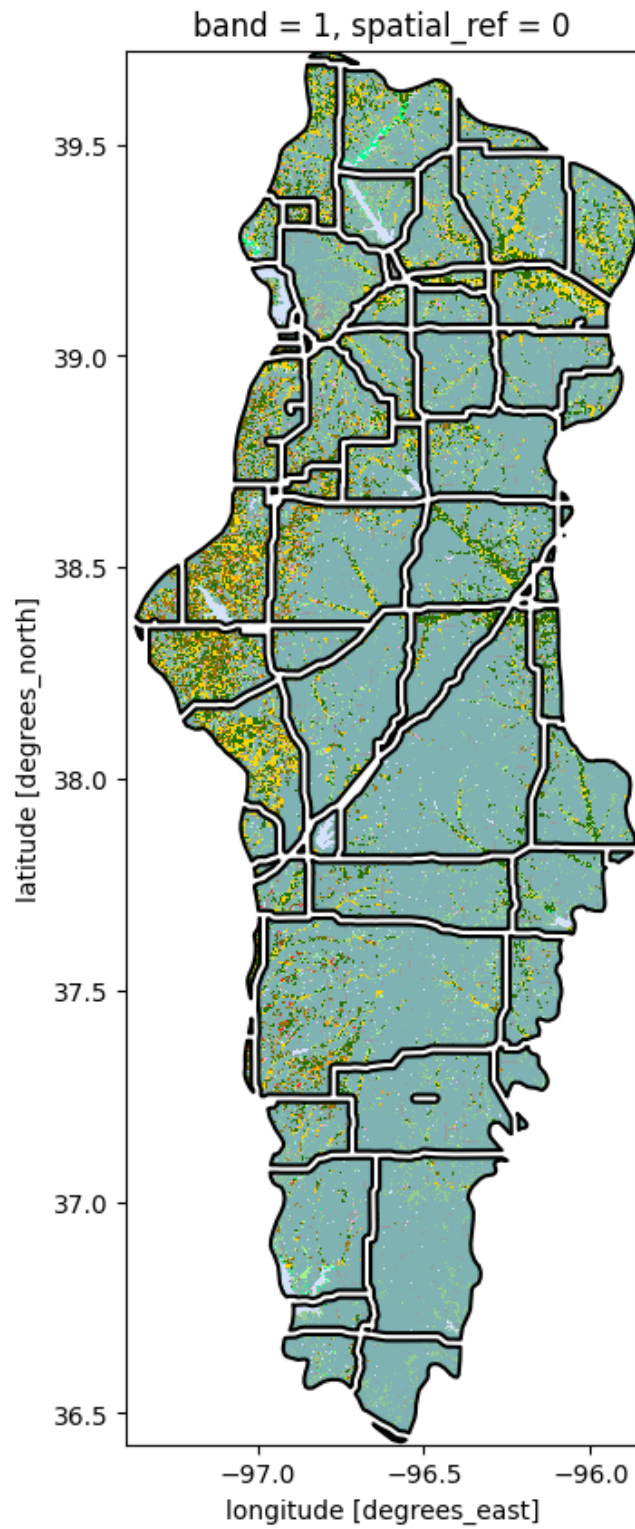 band = 1, spatial_ref = 0
39.5
39.0
38.5
38.0
37.5
37.0
36.5
latitude [degrees_north]
−97.0 −96.5 −96.0
longitude [degrees_east]